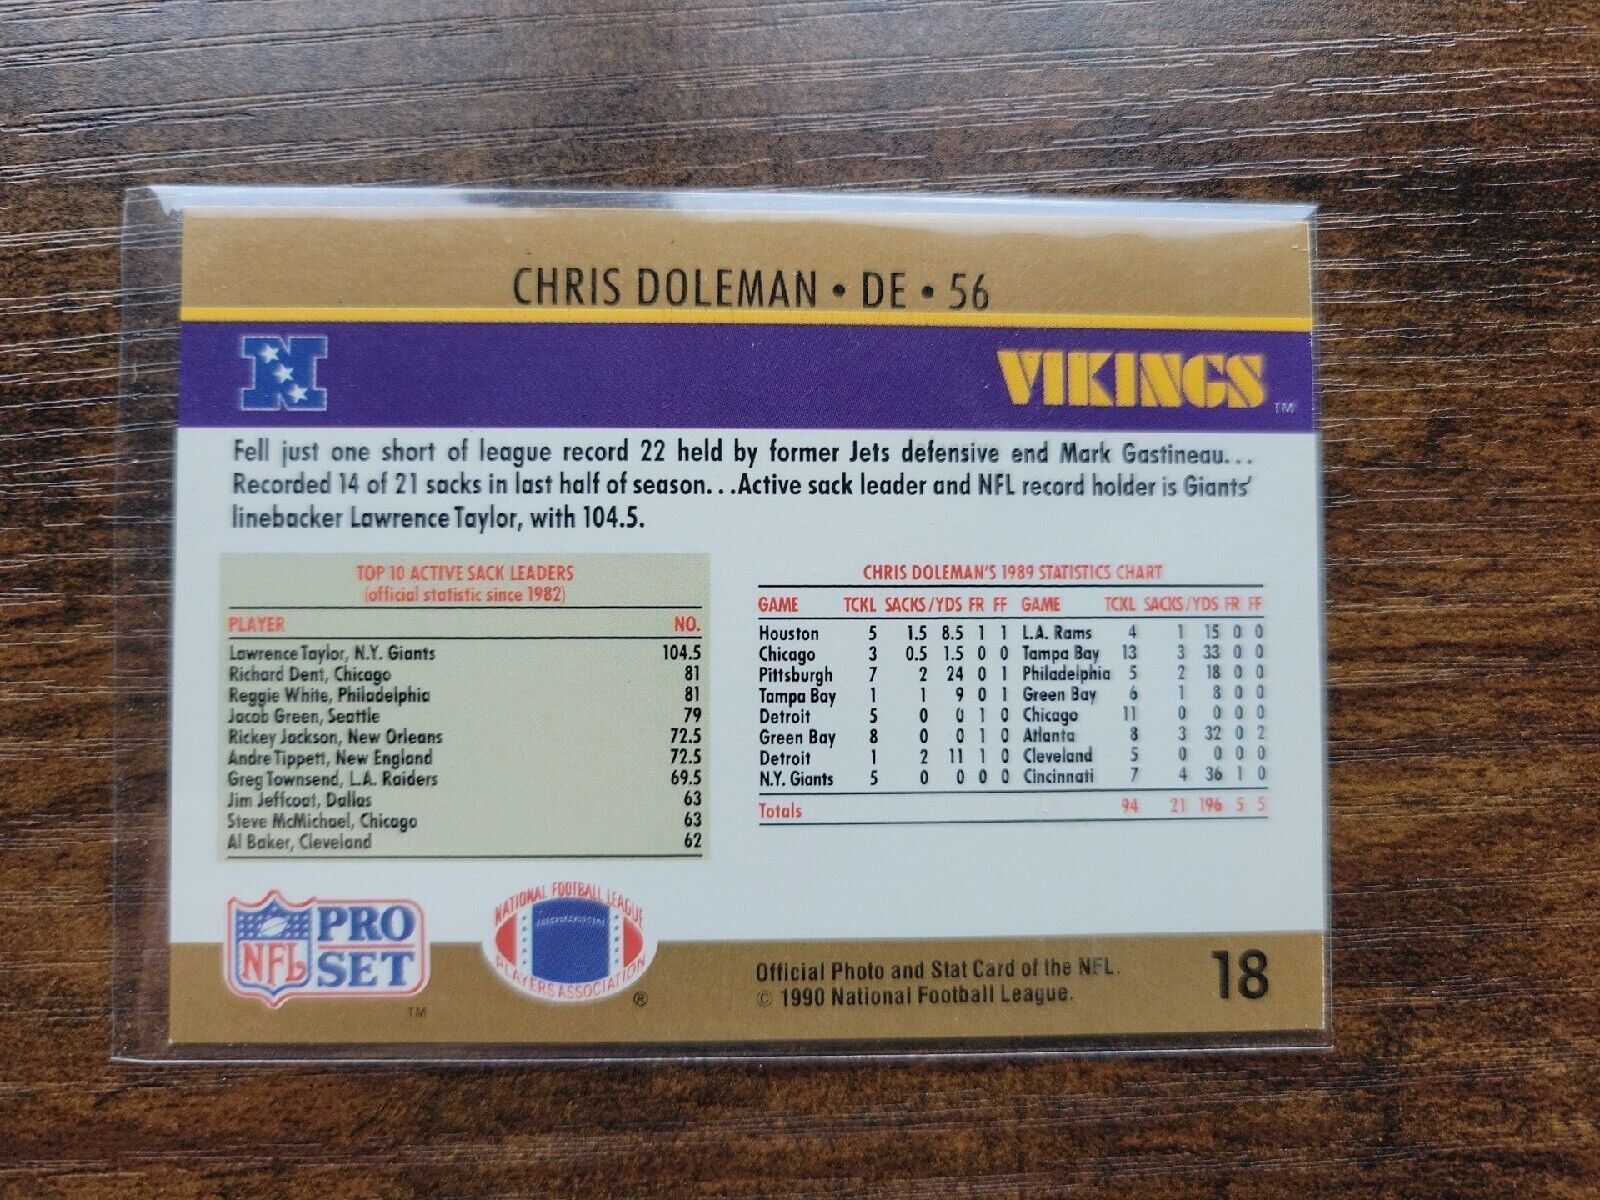 CHRIS DOLEMAN • DE • 56
N
VIKINGS
TM
Fell just one short of league record 22 held by former Jets defensive end Mark Gastineau...
Recorded 14 of 21 sacks in last half of season...Active sack leader and NFL record holder is Giants'
linebacker Lawrence Taylor, with 104.5.
TOP 10 ACTIVE SACK LEADERS
(official statistic since 1982)
PLAYER NO.
Lawrence Taylor, N.Y. Giants 104.5
Richard Dent, Chicago 81
Reggie White, Philadelphia 81
Jacob Green, Seattle 79
Rickey Jackson, New Orleans 72.5
Andre Tippett, New England 72.5
Greg Townsend, L.A. Raiders 69.5
Jim Jeffcoat, Dallas 63
Steve McMichael, Chicago 63
Al Baker, Cleveland 62
CHRIS DOLEMAN'S 1989 STATISTICS CHART
GAME TCKL SACKS/YDS FR FF GAME TCKL SACKS/YDS FR FF
Houston 5 1.5 8.5 1 1 L.A. Rams 4 1 15 0 0
Chicago 3 0.5 1.5 0 0 Tampa Bay 13 3 33 0 0
Pittsburgh 7 2 24 0 1 Philadelphia 5 2 18 0 0
Tampa Bay 1 1 9 0 1 Green Bay 6 1 8 0 0
Detroit 5 0 0 1 0 Chicago 11 0 0 0 0
Green Bay 8 0 0 1 0 Atlanta 8 3 32 0 2
Detroit 1 2 11 1 0 Cleveland 5 0 0 0 0
N.Y. Giants 5 0 0 0 0 Cincinnati 7 4 36 1 0
Totals 94 21 196 5 5
NFL PRO SET
TM
NATIONAL FOOTBALL LEAGUE
PLAYERS ASSOCIATION
®
Official Photo and Stat Card of the NFL.
© 1990 National Football League.
18